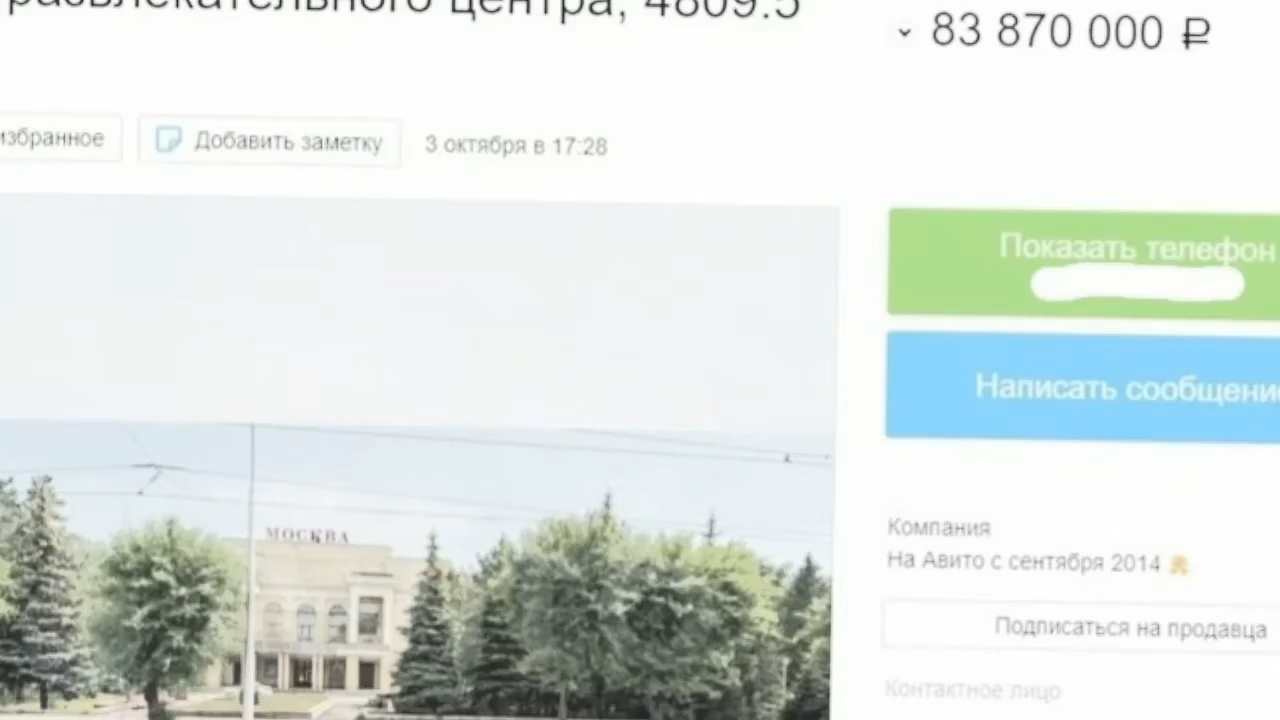 развлекательного центра, 4809.5
83 870 000 ₽
избранное
Добавить заметку
3 октября в 17:28
Показать телефон
Написать сообщение
МОСКВА
Компания
На Авито с сентября 2014
Подписаться на продавца
Контактное лицо